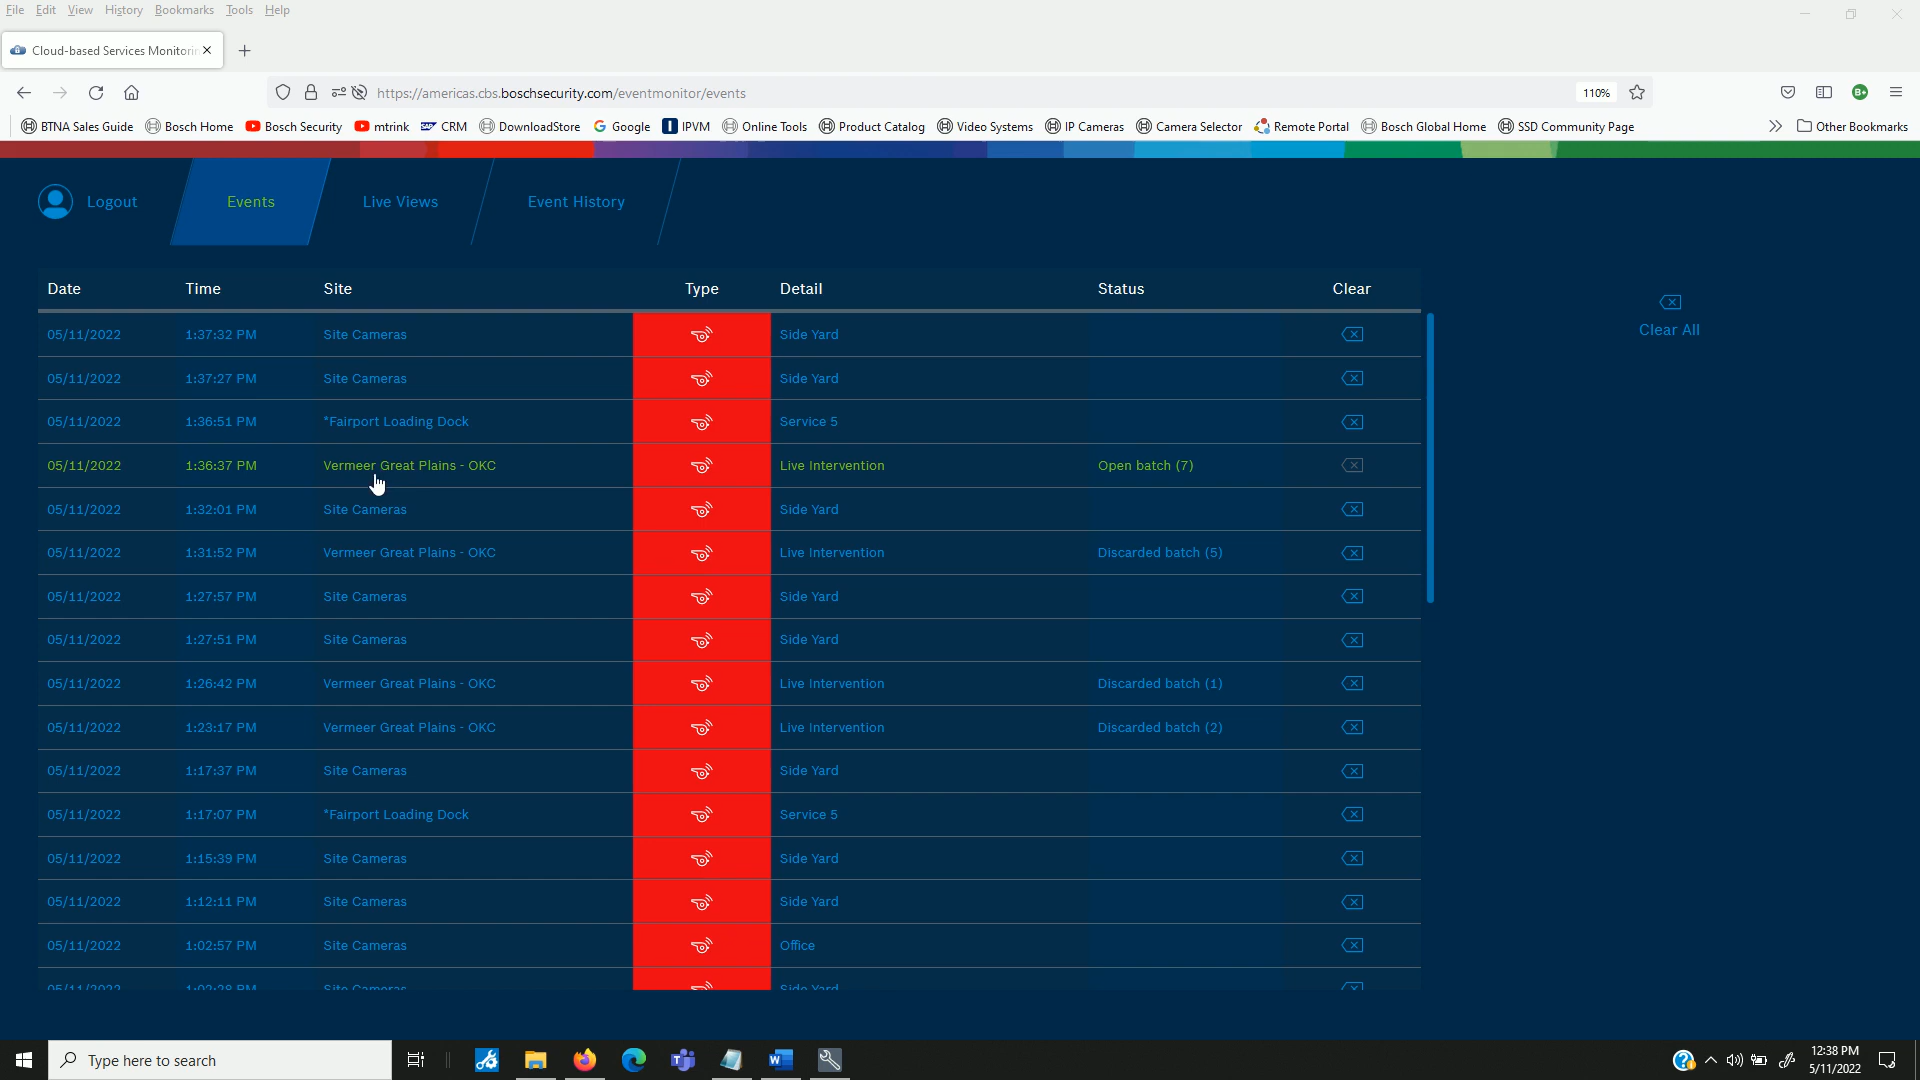 File Edit View History Bookmarks Tools Help
Cloud-based Services Monitorin
https://americas.cbs.boschsecurity.com/eventmonitor/events 110%
BTNA Sales Guide Bosch Home Bosch Security mtrink CRM DownloadStore Google IPVM Online Tools Product Catalog Video Systems IP Cameras Camera Selector Remote Portal Bosch Global Home SSD Community Page Other Bookmarks
Logout Events Live Views Event History
Date Time Site Type Detail Status Clear
Clear All
05/11/2022 1:37:32 PM Site Cameras Side Yard
05/11/2022 1:37:27 PM Site Cameras Side Yard
05/11/2022 1:36:51 PM *Fairport Loading Dock Service 5
05/11/2022 1:36:37 PM Vermeer Great Plains - OKC Live Intervention Open batch (7)
05/11/2022 1:32:01 PM Site Cameras Side Yard
05/11/2022 1:31:52 PM Vermeer Great Plains - OKC Live Intervention Discarded batch (5)
05/11/2022 1:27:57 PM Site Cameras Side Yard
05/11/2022 1:27:51 PM Site Cameras Side Yard
05/11/2022 1:26:42 PM Vermeer Great Plains - OKC Live Intervention Discarded batch (1)
05/11/2022 1:23:17 PM Vermeer Great Plains - OKC Live Intervention Discarded batch (2)
05/11/2022 1:17:37 PM Site Cameras Side Yard
05/11/2022 1:17:07 PM *Fairport Loading Dock Service 5
05/11/2022 1:15:39 PM Site Cameras Side Yard
05/11/2022 1:12:11 PM Site Cameras Side Yard
05/11/2022 1:02:57 PM Site Cameras Office
05/11/2022 1:02:28 PM Site Cameras Side Yard
Type here to search
12:38 PM
5/11/2022